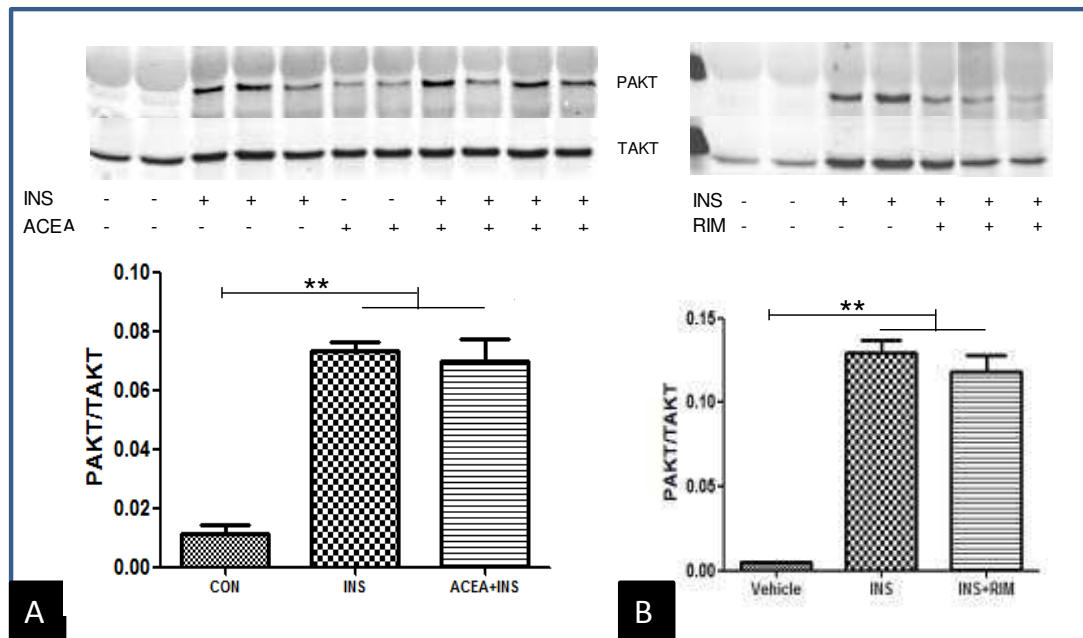 PAKT
TAKT
INS - - + + + - - + + + +
ACEA - - - - - + + + + + +
**
0.10
0.08
0.06
0.04
0.02
0.00
PAKT/TAKT
CON INS ACEA+INS
A
INS - - + + + + +
RIM - - - - + + +
**
0.15
0.10
0.05
0.00
PAKT/TAKT
Vehicle INS INS+RIM
B